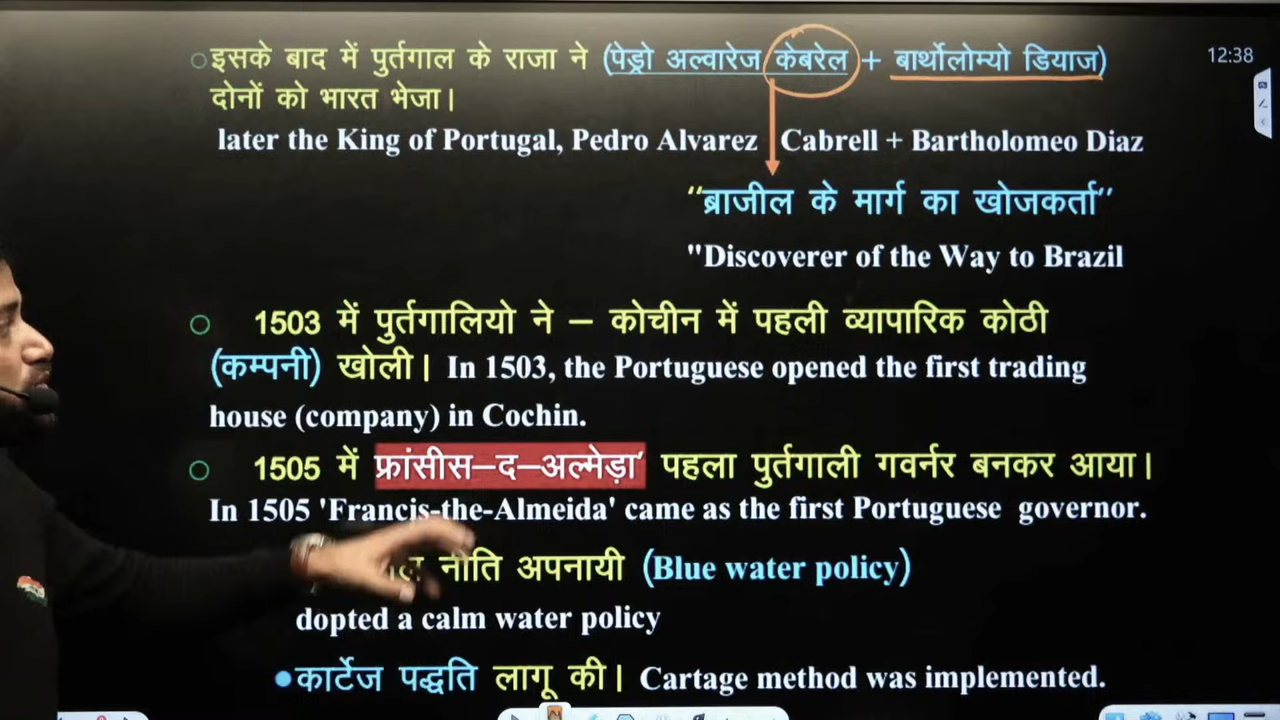 इसके बाद में पुर्तगाल के राजा ने (पेड्रो अल्वारेज केबरेल + बार्थोलोम्यो डियाज)
12:38
दोनों को भारत भेजा।
later the King of Portugal, Pedro Alvarez Cabrell + Bartholomeo Diaz
“ब्राजील के मार्ग का खोजकर्ता”
"Discoverer of the Way to Brazil
1503 में पुर्तगालियो ने – कोचीन में पहली व्यापारिक कोठी
(कम्पनी) खोली। In 1503, the Portuguese opened the first trading
house (company) in Cochin.
1505 में फ्रांसीस–द–अल्मेड़ा’ पहला पुर्तगाली गवर्नर बनकर आया।
In 1505 'Francis-the-Almeida' came as the first Portuguese governor.
नीति अपनायी (Blue water policy)
dopted a calm water policy
•कार्टेज पद्धति लागू की। Cartage method was implemented.